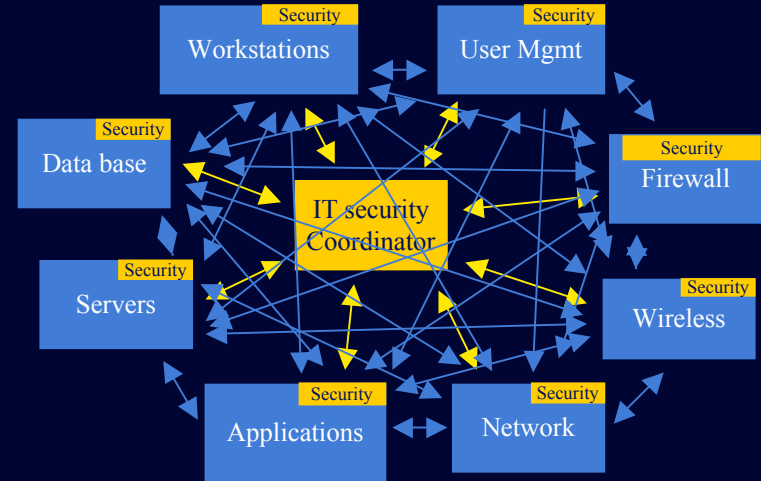 Security
Workstations
Security
User Mgmt
Security
Data base
Security
Firewall
IT security
Coordinator
Security
Servers
Security
Wireless
Security
Applications
Security
Network